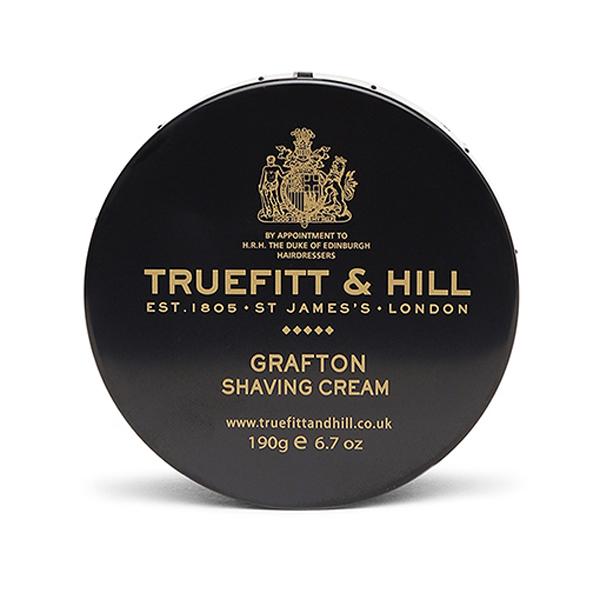 BY APPOINTMENT TO
H.R.H. THE DUKE OF EDINBURGH
HAIRDRESSERS
TRUEFITT & HILL
EST.1805 • ST JAMES'S • LONDON
GRAFTON
SHAVING CREAM
www.truefittandhill.co.uk
190g e 6.7 oz